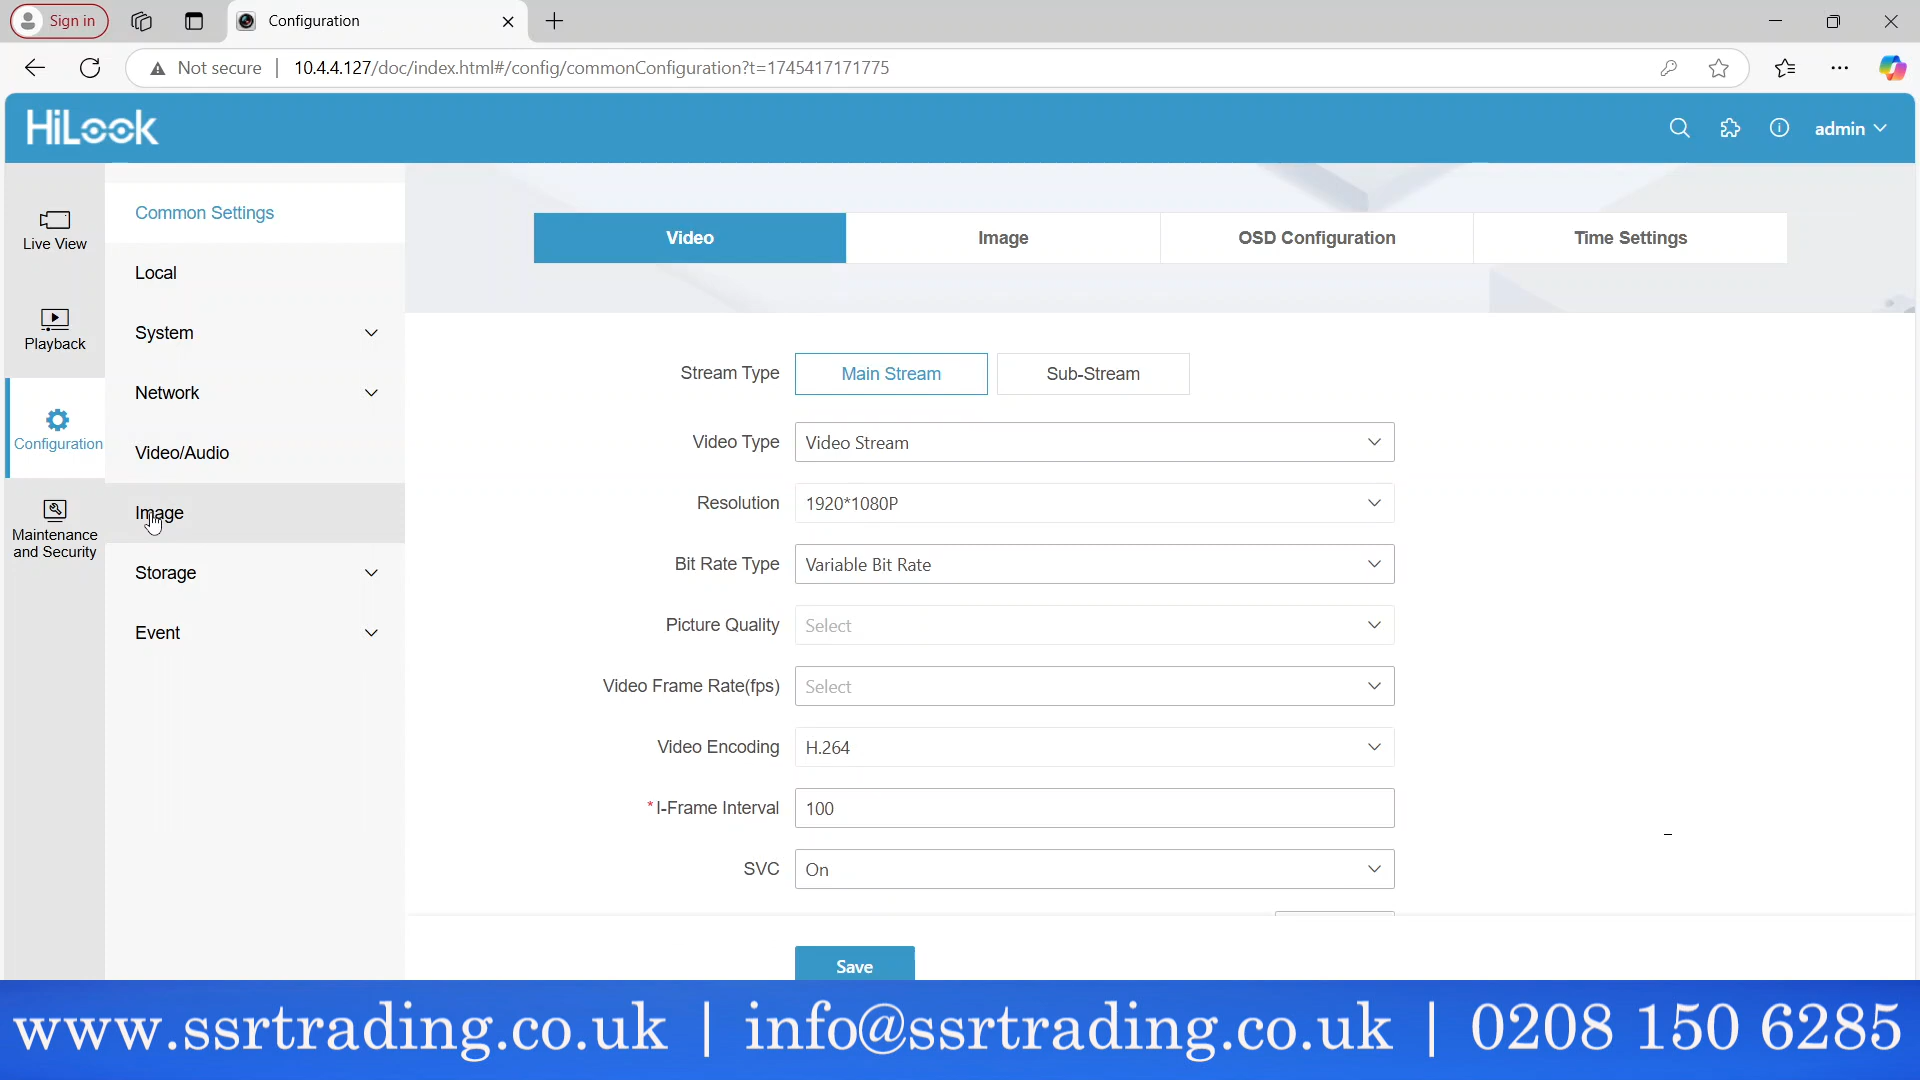 Sign in
Configuration
Not secure
10.4.4.127/doc/index.html#/config/commonConfiguration?t=1745417171775
HiLook
admin
Live View
Playback
Configuration
Maintenance
and Security
Common Settings
Local
System
Network
Video/Audio
Image
Storage
Event
Video
Image
OSD Configuration
Time Settings
Stream Type
Main Stream
Sub-Stream
Video Type
Video Stream
Resolution
1920*1080P
Bit Rate Type
Variable Bit Rate
Picture Quality
Select
Video Frame Rate(fps)
Select
Video Encoding
H.264
*I-Frame Interval
100
SVC
On
Save
www.ssrtrading.co.uk | info@ssrtrading.co.uk | 0208 150 6285